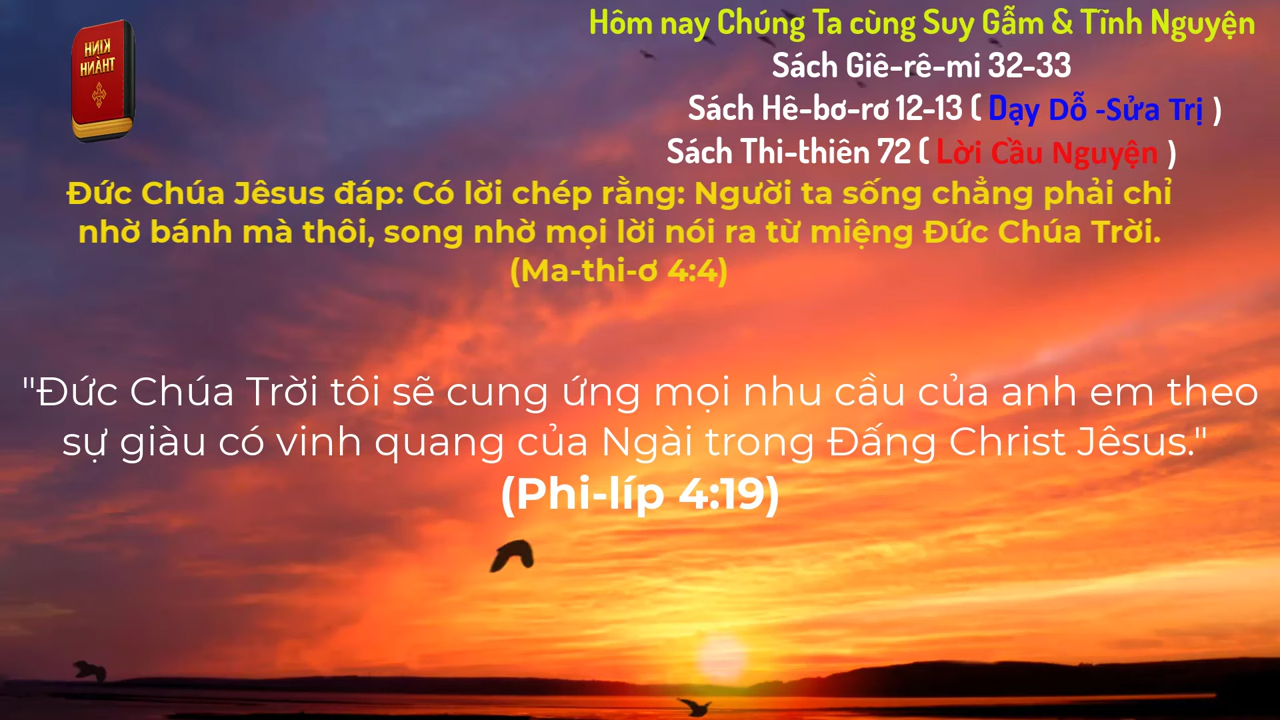 KINH
THÁNH
Hôm nay Chúng Ta cùng Suy Gẫm & Tĩnh Nguyện
Sách Giê-rê-mi 32-33
Sách Hê-bơ-rơ 12-13 ( Dạy Dỗ -Sửa Trị )
Sách Thi-thiên 72 ( Lời Cầu Nguyện )
Đức Chúa Jêsus đáp: Có lời chép rằng: Người ta sống chẳng phải chỉ
nhờ bánh mà thôi, song nhờ mọi lời nói ra từ miệng Đức Chúa Trời.
(Ma-thi-ơ 4:4)
"Đức Chúa Trời tôi sẽ cung ứng mọi nhu cầu của anh em theo
sự giàu có vinh quang của Ngài trong Đấng Christ Jêsus."
(Phi-líp 4:19)